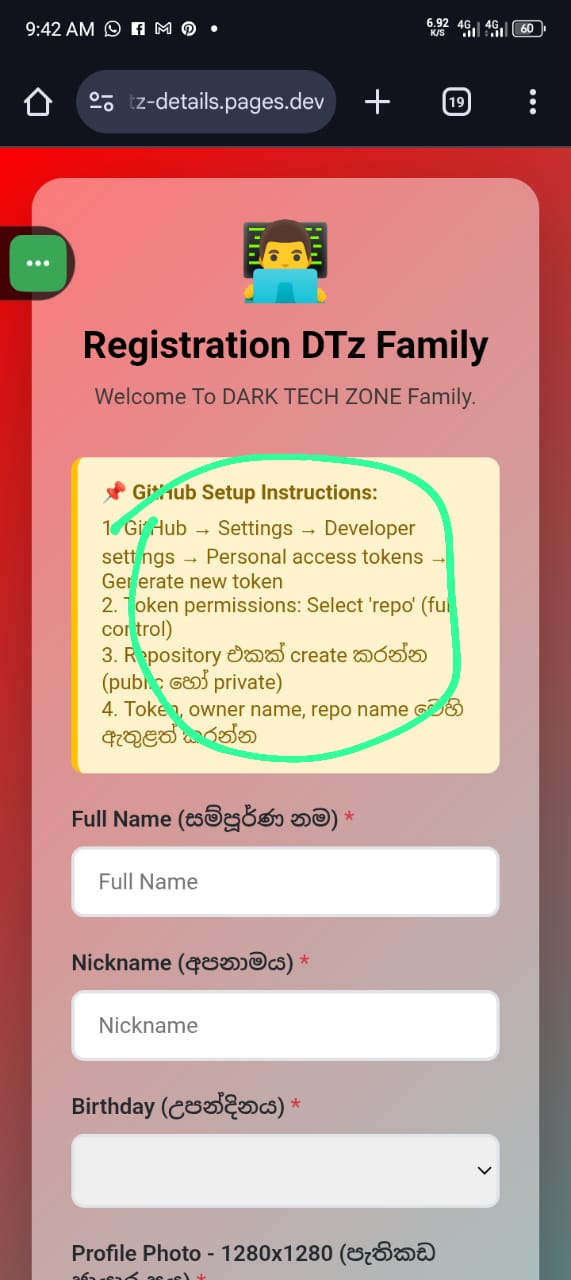 9:42 AM
6.92 K/S 4G 4G 60
tz-details.pages.dev
19
Registration DTz Family
Welcome To DARK TECH ZONE Family.
📌 GitHub Setup Instructions:
1. GitHub → Settings → Developer
settings → Personal access tokens →
Generate new token
2. Token permissions: Select 'repo' (full
control)
3. Repository එකක් create කරන්න
(public හෝ private)
4. Token, owner name, repo name මෙහි
ඇතුළත් කරන්න
Full Name (සම්පූර්ණ නම) *
Full Name
Nickname (අපනාමය) *
Nickname
Birthday (උපන්දිනය) *
Profile Photo - 1280x1280 (පැතිකඩ